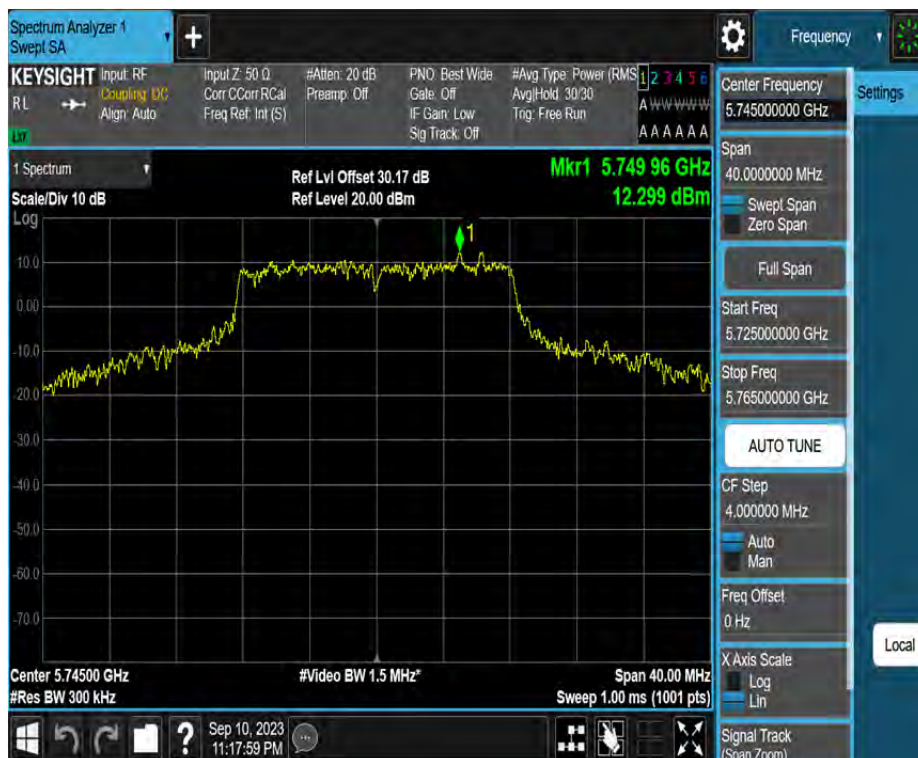 Spectrum Analyzer 1
Swept SA
+
Frequency
KEYSIGHT
RL
LXI
Input: RF
Coupling: DC
Align: Auto
Input Z: 50 Ω
Corr CCorr RCal
Freq Ref: Int (S)
#Atten: 20 dB
Preamp: Off
PNO: Best Wide
Gate: Off
IF Gain: Low
Sig Track: Off
#Avg Type: Power (RMS
Avg|Hold: 30/30
Trig: Free Run
1 2 3 4 5 6
A W W W W W
A A A A A A
1 Spectrum
Scale/Div 10 dB
Log
Ref Lvl Offset 30.17 dB
Ref Level 20.00 dBm
Mkr1 5.749 96 GHz
12.299 dBm
1
10.0
0.00
-10.0
-20.0
-30.0
-40.0
-50.0
-60.0
-70.0
Center 5.74500 GHz
#Res BW 300 kHz
#Video BW 1.5 MHz*
Span 40.00 MHz
Sweep 1.00 ms (1001 pts)
?
Sep 10, 2023
11:17:59 PM
Center Frequency
5.745000000 GHz
Span
40.0000000 MHz
Swept Span
Zero Span
Full Span
Start Freq
5.725000000 GHz
Stop Freq
5.765000000 GHz
AUTO TUNE
CF Step
4.000000 MHz
Auto
Man
Freq Offset
0 Hz
X Axis Scale
Log
Lin
Signal Track
(Span Zoom)
Settings
Local